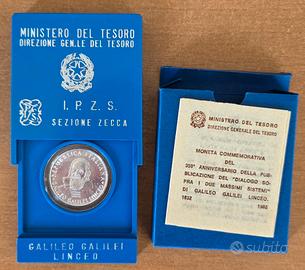 MINISTERO DEL TESORO
DIREZIONE GEN.LE DEL TESORO
I.P.Z.S.
SEZIONE ZECCA
GALILEO GALILEI
LINCEO
MINISTERO DEL TESORO
DIREZIONE GENERALE DEL TESORO
MONETA COMMEMORATIVA
DEL
350° ANNIVERSARIO DELLA PUB-
BLICAZIONE DEL "DIALOGO SO-
PRA I DUE MASSIMI SISTEMI"
DI GALILEO GALILEI LINCEO.
1632 1982
subito